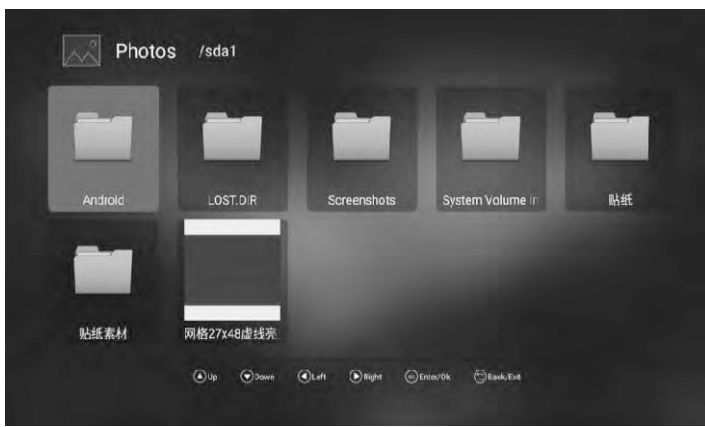 Photos /sda1
Android LOST.DIR Screenshots System Volume In 贴纸
贴纸素材 网格27x48虚线亮
Up Down Left Right Enter/Ok Back/Exit